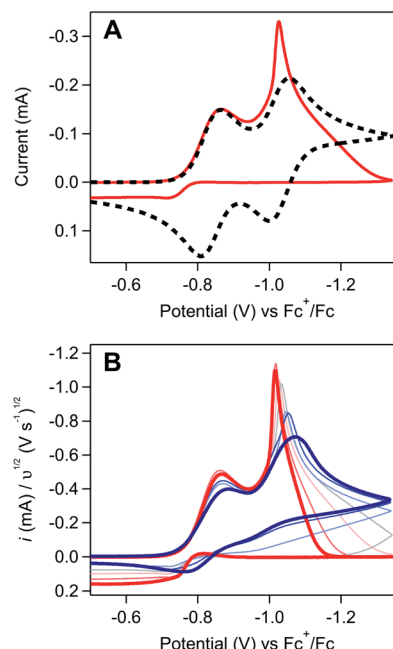 A
Current (mA)
-0.3
-0.2
-0.1
0.0
0.1
-0.6 -0.8 -1.0 -1.2
Potential (V) vs Fc⁺/Fc
B
i (mA) / υ^1/2 (V s⁻¹)^1/2
-1.2
-1.0
-0.8
-0.6
-0.4
-0.2
0.0
0.2
-0.6 -0.8 -1.0 -1.2
Potential (V) vs Fc⁺/Fc